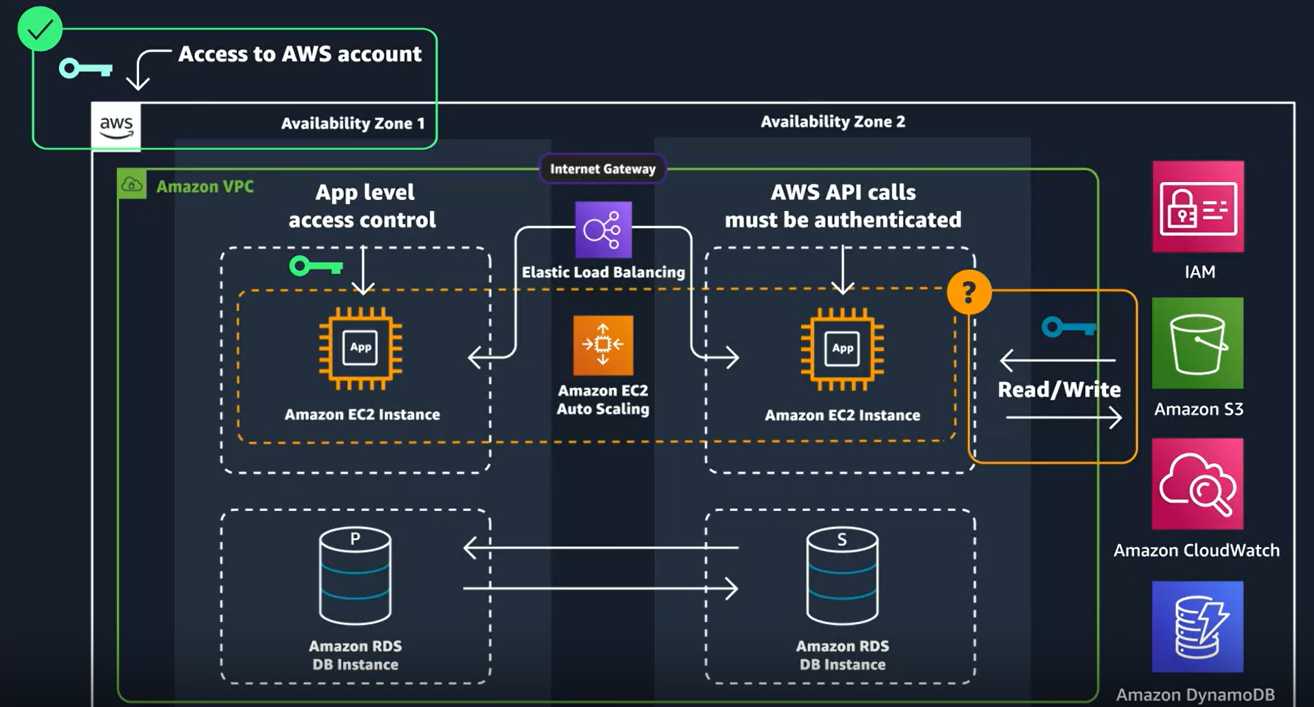 Access to AWS account
aws
Availability Zone 1
Availability Zone 2
Internet Gateway
Amazon VPC
App level
access control
AWS API calls
must be authenticated
Elastic Load Balancing
?
IAM
App
Amazon EC2 Instance
Amazon EC2
Auto Scaling
App
Amazon EC2 Instance
Read/Write
Amazon S3
P
S
Amazon CloudWatch
Amazon RDS
DB Instance
Amazon RDS
DB Instance
Amazon DynamoDB